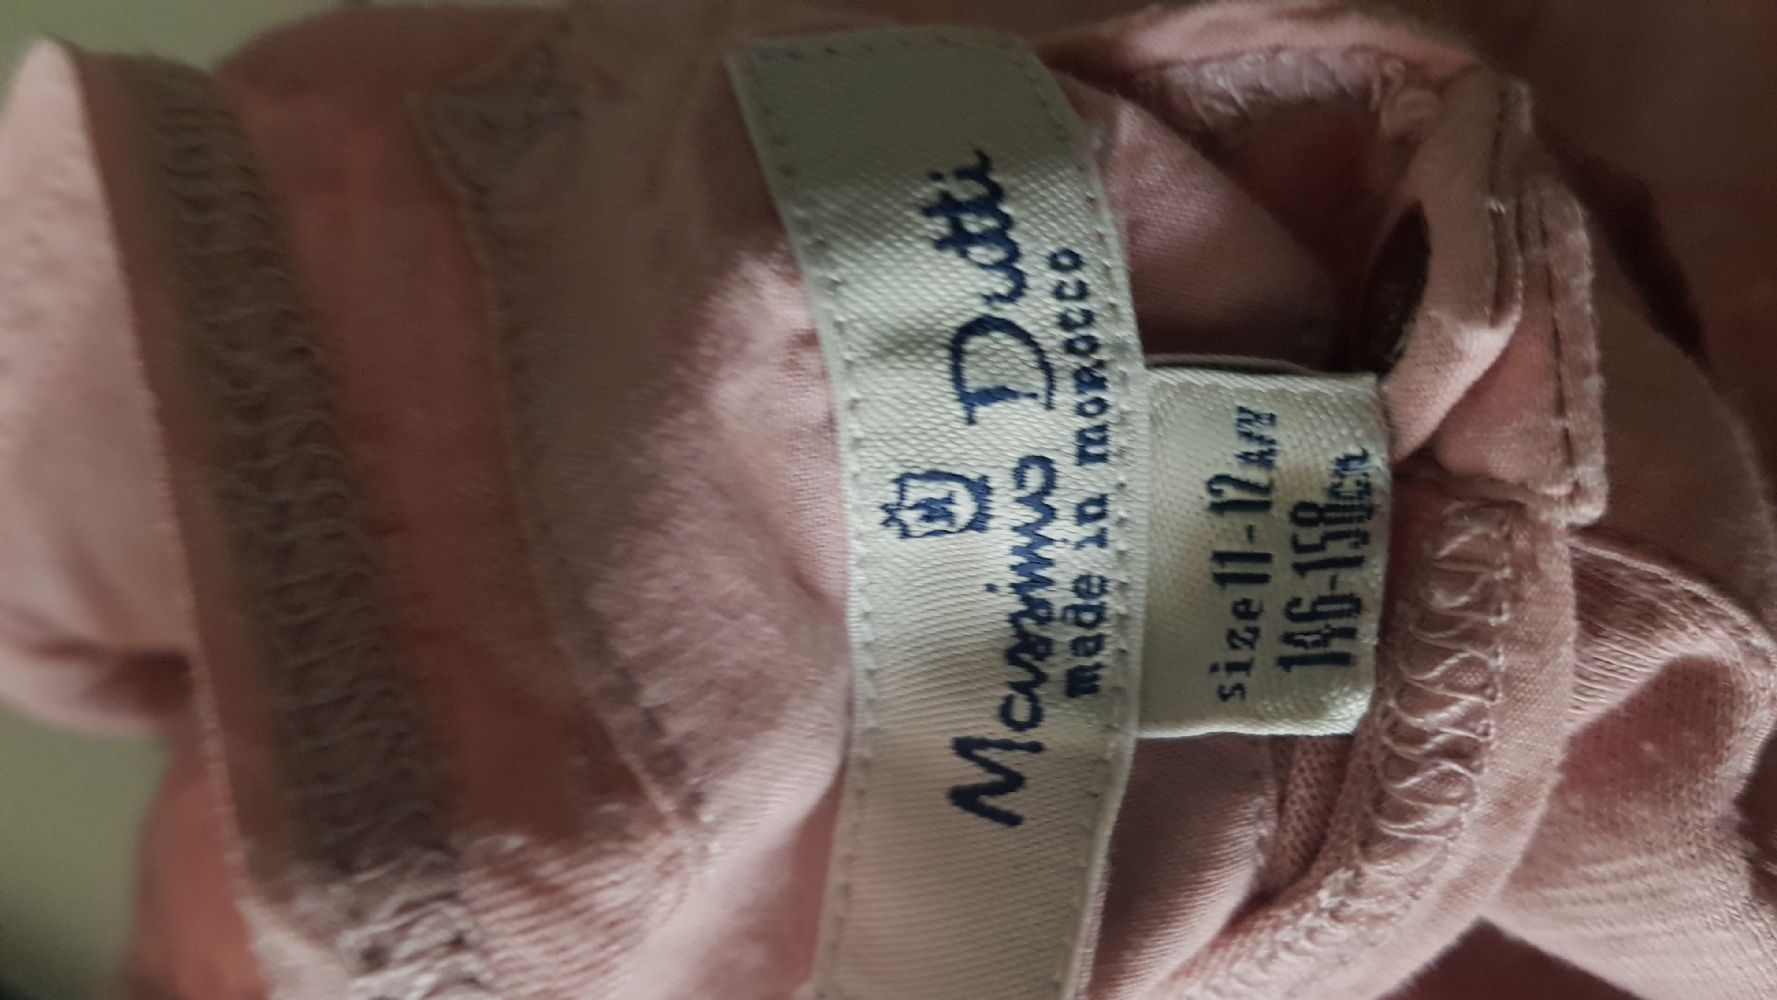 Massimo Dutti
made in morocco
size 11-12 A/Y
146-158cm